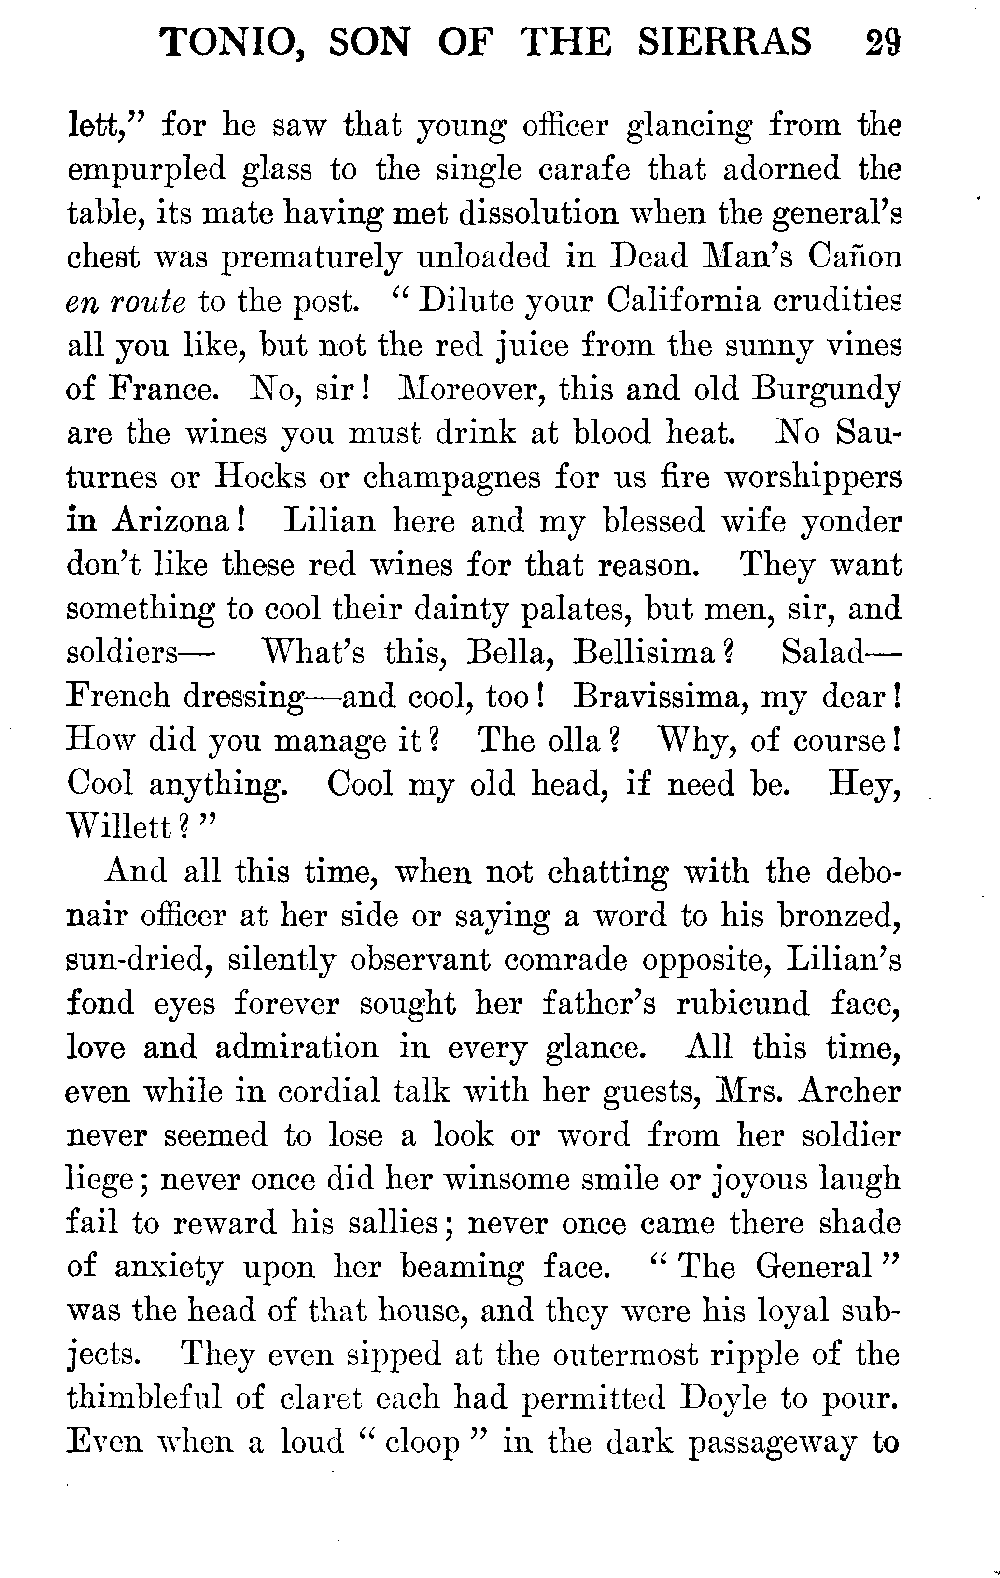 TONIO, SON OF THE SIERRAS 29
lett,” for he saw that young officer glancing from the
empurpled glass to the single carafe that adorned the
table, its mate having met dissolution when the general’s
chest was prematurely unloaded in Dead Man’s Cañon
en route to the post. “ Dilute your California crudities
all you like, but not the red juice from the sunny vines
of France. No, sir! Moreover, this and old Burgundy
are the wines you must drink at blood heat. No Sau-
turnes or Hocks or champagnes for us fire worshippers
in Arizona! Lilian here and my blessed wife yonder
don’t like these red wines for that reason. They want
something to cool their dainty palates, but men, sir, and
soldiers— What’s this, Bella, Bellisima? Salad—
French dressing—and cool, too! Bravissima, my dear!
How did you manage it? The olla? Why, of course!
Cool anything. Cool my old head, if need be. Hey,
Willett?”
And all this time, when not chatting with the debo-
nair officer at her side or saying a word to his bronzed,
sun-dried, silently observant comrade opposite, Lilian’s
fond eyes forever sought her father’s rubicund face,
love and admiration in every glance. All this time,
even while in cordial talk with her guests, Mrs. Archer
never seemed to lose a look or word from her soldier
liege; never once did her winsome smile or joyous laugh
fail to reward his sallies; never once came there shade
of anxiety upon her beaming face. “ The General ”
was the head of that house, and they were his loyal sub-
jects. They even sipped at the outermost ripple of the
thimbleful of claret each had permitted Doyle to pour.
Even when a loud “ cloop ” in the dark passageway to